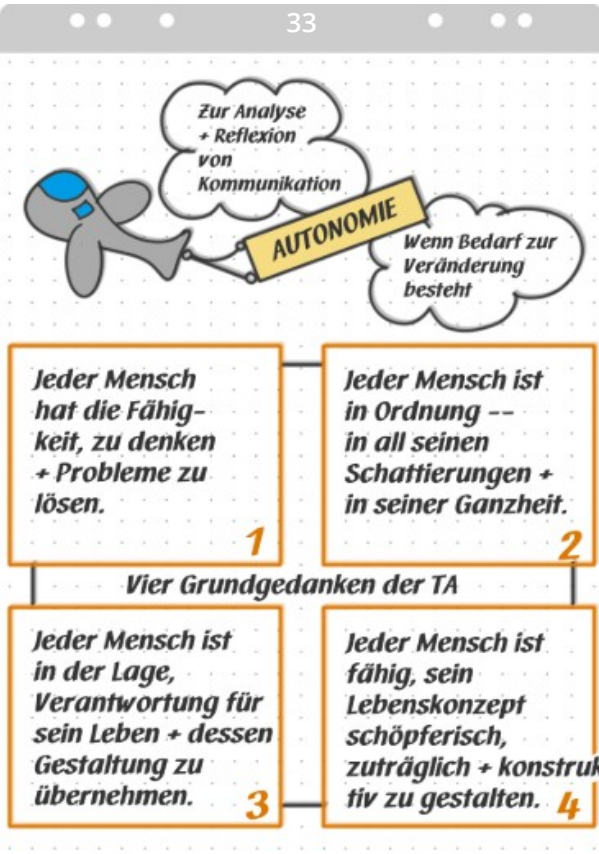 33
Zur Analyse
+ Reflexion
von
Kommunikation
AUTONOMIE
Wenn Bedarf zur
Veränderung
besteht
Jeder Mensch
hat die Fähig-
keit, zu denken
+ Probleme zu
lösen.
1
Jeder Mensch ist
in Ordnung --
in all seinen
Schattierungen +
in seiner Ganzheit.
2
Vier Grundgedanken der TA
Jeder Mensch ist
in der Lage,
Verantwortung für
sein Leben + dessen
Gestaltung zu
übernehmen.
3
Jeder Mensch ist
fähig, sein
Lebenskonzept
schöpferisch,
zuträglich + konstruk
tiv zu gestalten.
4